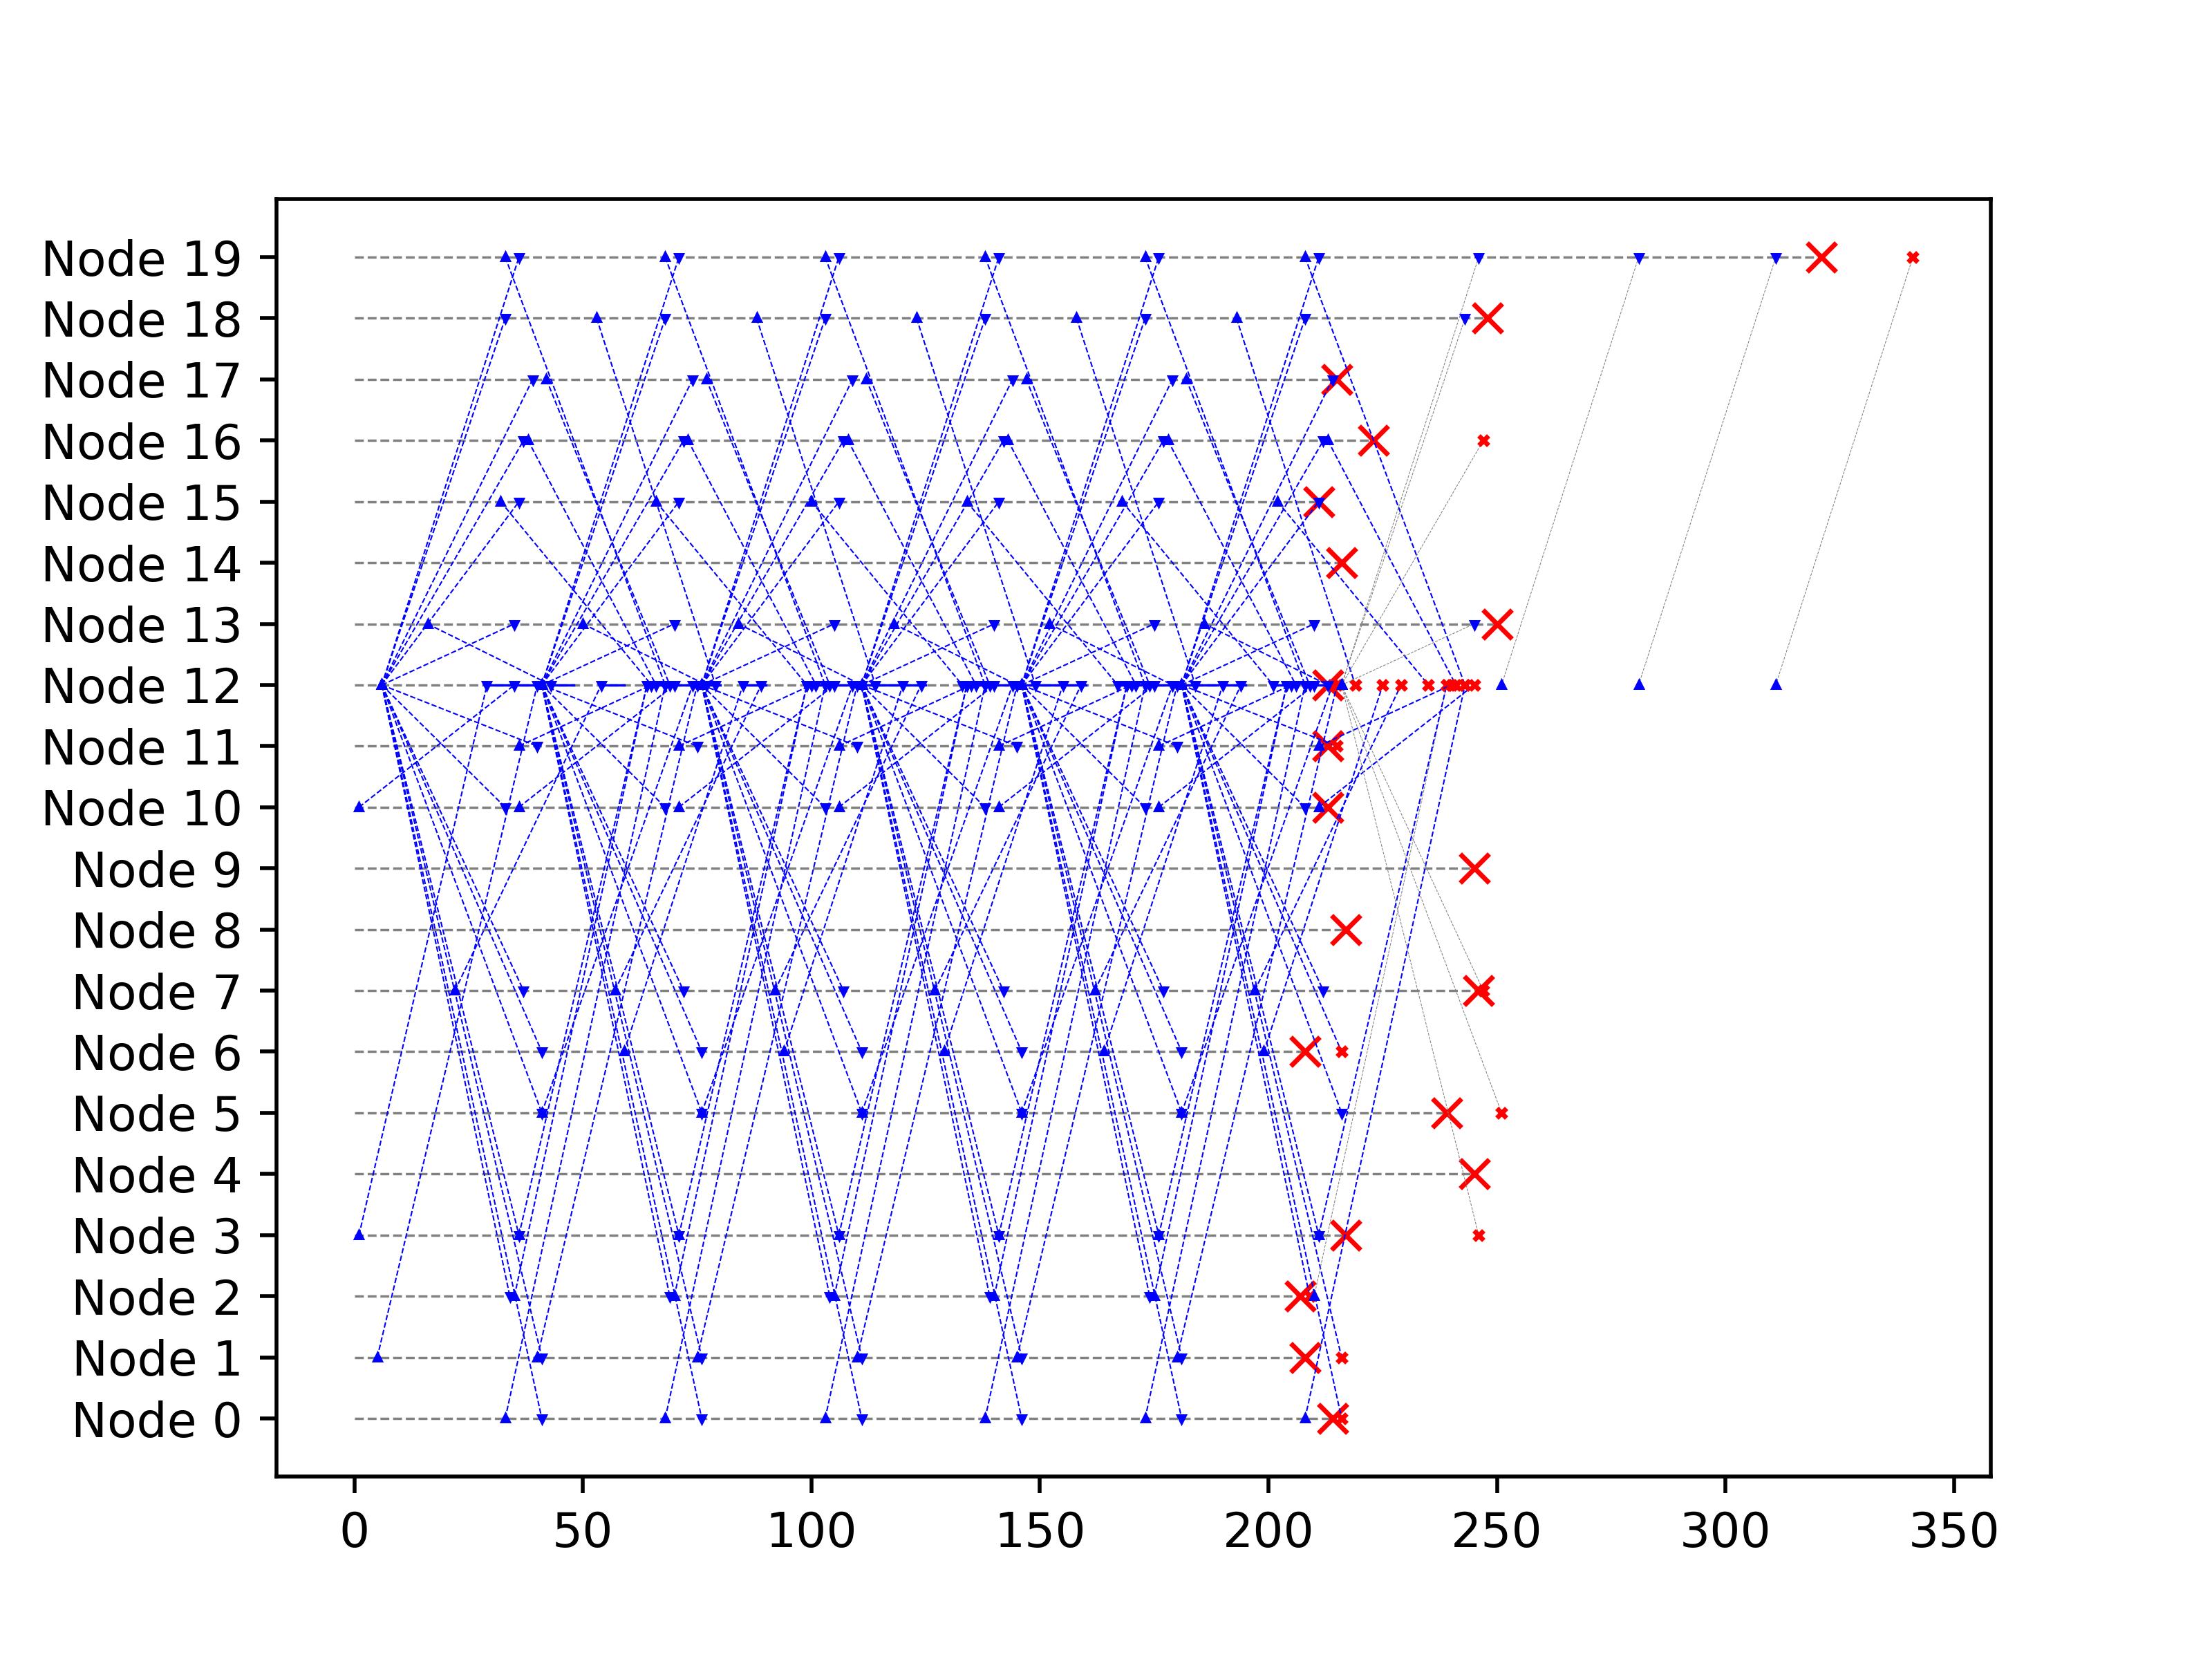 Node 19
Node 18
Node 17
Node 16
Node 15
Node 14
Node 13
Node 12
Node 11
Node 10
Node 9
Node 8
Node 7
Node 6
Node 5
Node 4
Node 3
Node 2
Node 1
Node 0
0 50 100 150 200 250 300 350